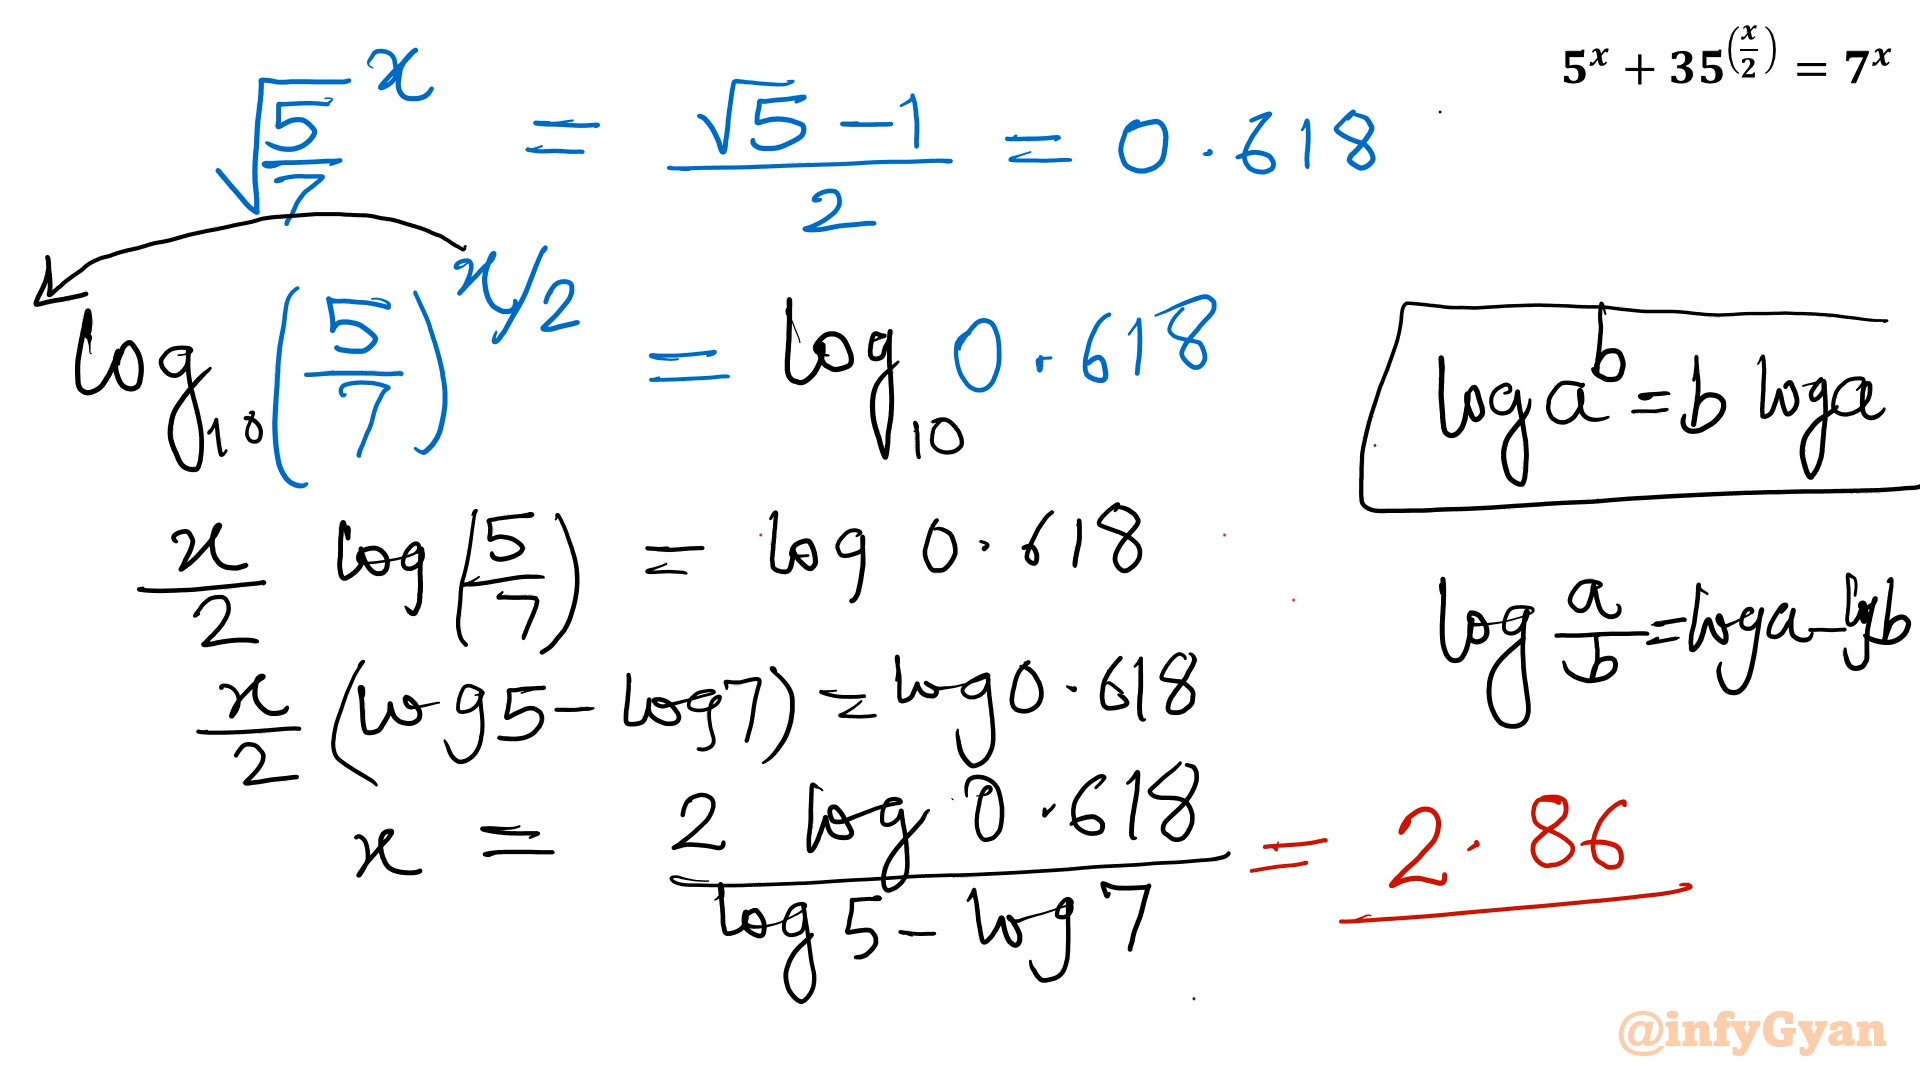 5^x + 35^(x/2) = 7^x
√(5/7)^x = (√5 − 1)/2 = 0.618
log₁₀(5/7)^x/2 = log₁₀ 0.618
log a^b = b log a
x/2 log(5/7) = log 0.618
log a/b = log a − log b
x/2 (log 5 − log 7) = log 0.618
x = 2 log 0.618 / log 5 − log 7 = 2.86
@infyGyan